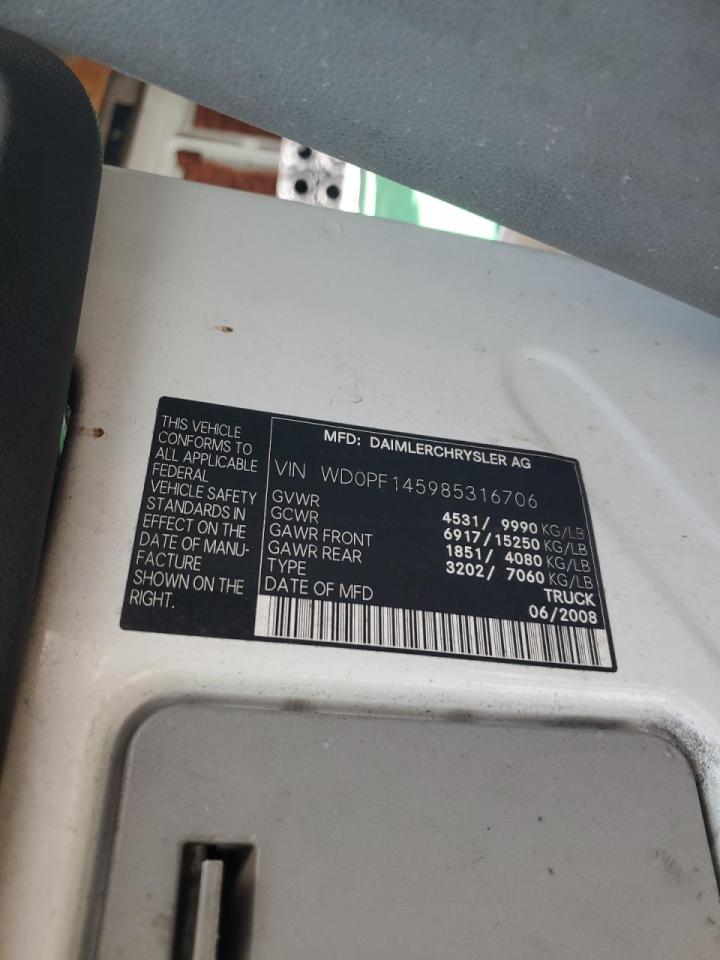 THIS VEHICLE
CONFORMS TO
ALL APPLICABLE
FEDERAL
VEHICLE SAFETY
STANDARDS IN
EFFECT ON THE
DATE OF MANU-
FACTURE
SHOWN ON THE
RIGHT.
MFD: DAIMLERCHRYSLER AG
VIN WD0PF145985316706
GVWR 4531/ 9990 KG/LB
GCWR 6917/15250 KG/LB
GAWR FRONT 1851/ 4080 KG/LB
GAWR REAR 3202/ 7060 KG/LB
TYPE TRUCK
DATE OF MFD 06/2008